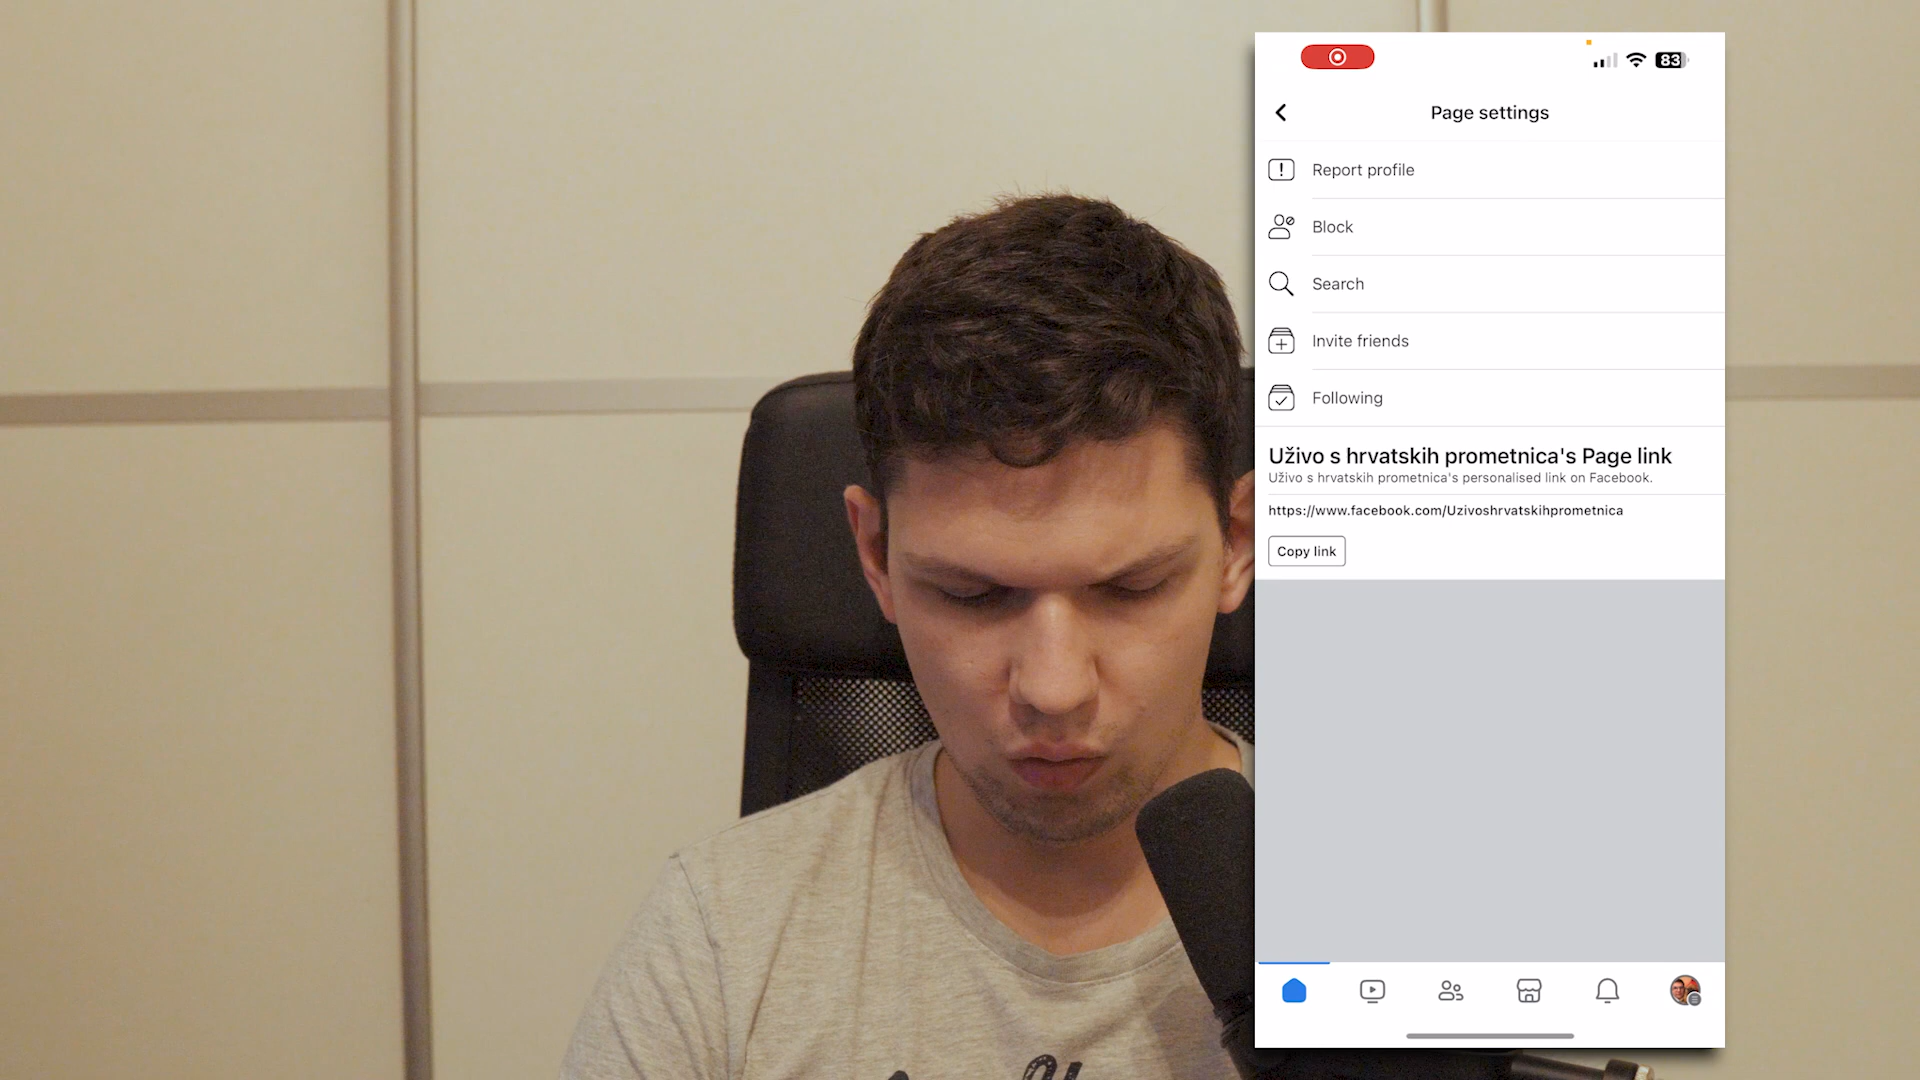 83
Page settings
Report profile
Block
Search
Invite friends
Following
Uživo s hrvatskih prometnica's Page link
Uživo s hrvatskih prometnica's personalised link on Facebook.
https://www.facebook.com/Uzivoshrvatskihprometnica
Copy link